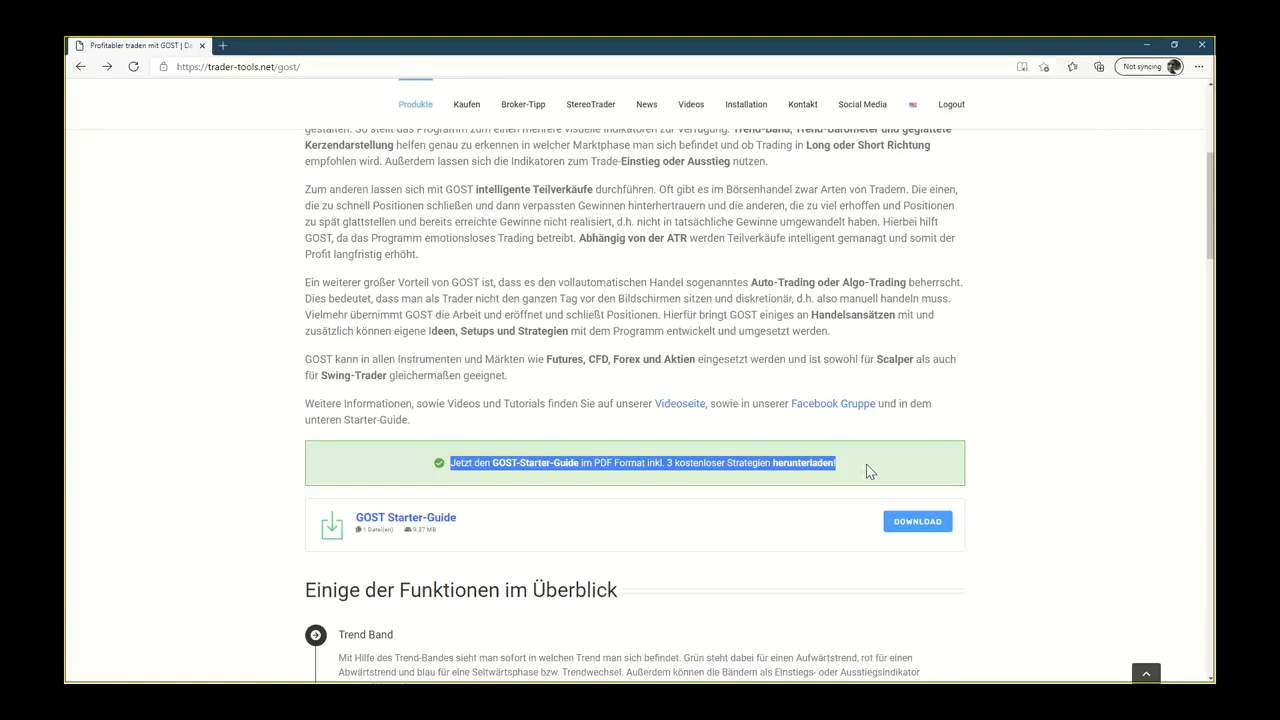 Profitabler traden mit GOST | Da
https://trader-tools.net/gost/
Not syncing
Produkte Kaufen Broker-Tipp StereoTrader News Videos Installation Kontakt Social Media Logout
gestalten. So stellt das Programm zum einen mehrere visuelle Indikatoren zur Verfügung. Trend-Band, Trend-Barometer und geglättete
Kerzendarstellung helfen genau zu erkennen in welcher Marktphase man sich befindet und ob Trading in Long oder Short Richtung
empfohlen wird. Außerdem lassen sich die Indikatoren zum Trade-Einstieg oder Ausstieg nutzen.
Zum anderen lassen sich mit GOST intelligente Teilverkäufe durchführen. Oft gibt es im Börsenhandel zwar Arten von Tradern. Die einen,
die zu schnell Positionen schließen und dann verpassten Gewinnen hinterhertrauern und die anderen, die zu viel erhoffen und Positionen
zu spät glattstellen und bereits erreichte Gewinne nicht realisiert, d.h. nicht in tatsächliche Gewinne umgewandelt haben. Hierbei hilft
GOST, da das Programm emotionsloses Trading betreibt. Abhängig von der ATR werden Teilverkäufe intelligent gemanagt und somit der
Profit langfristig erhöht.
Ein weiterer großer Vorteil von GOST ist, dass es den vollautomatischen Handel sogenanntes Auto-Trading oder Algo-Trading beherrscht.
Dies bedeutet, dass man als Trader nicht den ganzen Tag vor den Bildschirmen sitzen und diskretionär, d.h. also manuell handeln muss.
Vielmehr übernimmt GOST die Arbeit und eröffnet und schließt Positionen. Hierfür bringt GOST einiges an Handelsansätzen mit und
zusätzlich können eigene Ideen, Setups und Strategien mit dem Programm entwickelt und umgesetzt werden.
GOST kann in allen Instrumenten und Märkten wie Futures, CFD, Forex und Aktien eingesetzt werden und ist sowohl für Scalper als auch
für Swing-Trader gleichermaßen geeignet.
Weitere Informationen, sowie Videos und Tutorials finden Sie auf unserer Videoseite, sowie in unserer Facebook Gruppe und in dem
unteren Starter-Guide.
Jetzt den GOST-Starter-Guide im PDF Format inkl. 3 kostenloser Strategien herunterladen!
GOST Starter-Guide
1 Datei(en) 9.37 MB
DOWNLOAD
Einige der Funktionen im Überblick
Trend Band
Mit Hilfe des Trend-Bandes sieht man sofort in welchen Trend man sich befindet. Grün steht dabei für einen Aufwärtstrend, rot für einen
Abwärtstrend und blau für eine Seitwärtsphase bzw. Trendwechsel. Außerdem können die Bändern als Einstiegs- oder Ausstiegsindikator